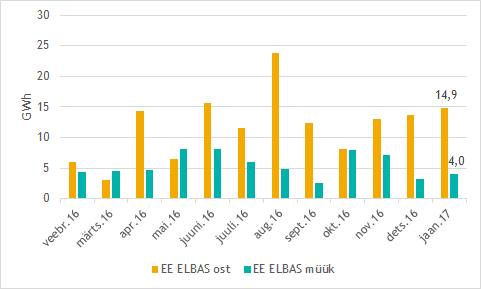 30
25
20
15
10
5
0
GWh
14,9
4,0
veebr.16
märts.16
apr.16
mai.16
juuni.16
juuli.16
aug.16
sept.16
okt.16
nov.16
dets.16
jaan.17
EE ELBAS ost
EE ELBAS müük